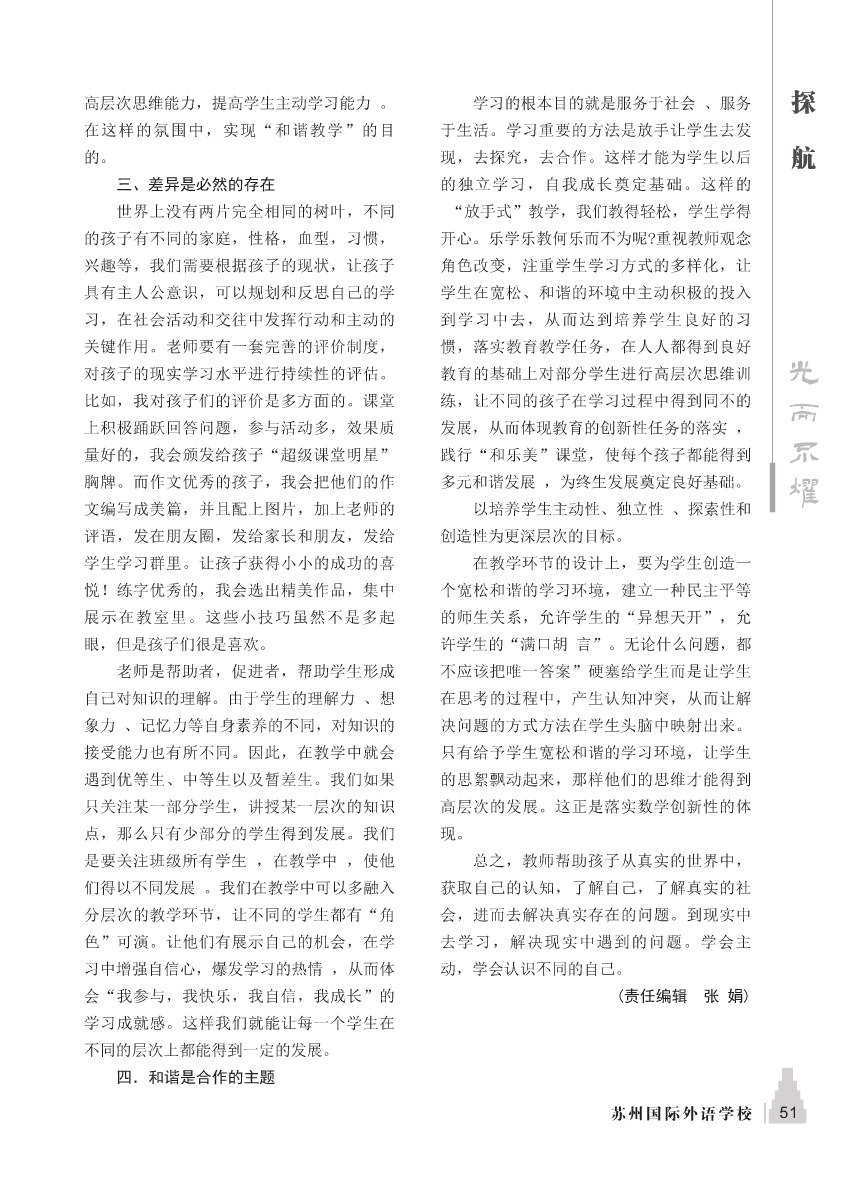 高层次思维能力，提高学生主动学习能力 。
在这样的氛围中，实现“和谐教学”的目
的。
三、差异是必然的存在
世界上没有两片完全相同的树叶，不同
的孩子有不同的家庭，性格，血型，习惯，
兴趣等，我们需要根据孩子的现状，让孩子
具有主人公意识，可以规划和反思自己的学
习，在社会活动和交往中发挥行动和主动的
关键作用。老师要有一套完善的评价制度，
对孩子的现实学习水平进行持续性的评估。
比如，我对孩子们的评价是多方面的。课堂
上积极踊跃回答问题，参与活动多，效果质
量好的，我会颁发给孩子“超级课堂明星”
胸牌。而作文优秀的孩子，我会把他们的作
文编写成美篇，并且配上图片，加上老师的
评语，发在朋友圈，发给家长和朋友，发给
学生学习群里。让孩子获得小小的成功的喜
悦！练字优秀的，我会选出精美作品，集中
展示在教室里。这些小技巧虽然不是多起
眼，但是孩子们很是喜欢。
老师是帮助者，促进者，帮助学生形成
自己对知识的理解。由于学生的理解力 、想
象力 、记忆力等自身素养的不同，对知识的
接受能力也有所不同。因此，在教学中就会
遇到优等生、中等生以及暂差生。我们如果
只关注某一部分学生，讲授某一层次的知识
点，那么只有少部分的学生得到发展。我们
是要关注班级所有学生 ，在教学中 ，使他
们得以不同发展 。我们在教学中可以多融入
分层次的教学环节，让不同的学生都有“角
色”可演。让他们有展示自己的机会，在学
习中增强自信心，爆发学习的热情 ，从而体
会“我参与，我快乐，我自信，我成长”的
学习成就感。这样我们就能让每一个学生在
不同的层次上都能得到一定的发展。
四．和谐是合作的主题
学习的根本目的就是服务于社会 、服务
于生活。学习重要的方法是放手让学生去发
现，去探究，去合作。这样才能为学生以后
的独立学习，自我成长奠定基础。这样的
“放手式”教学，我们教得轻松，学生学得
开心。乐学乐教何乐而不为呢?重视教师观念
角色改变，注重学生学习方式的多样化，让
学生在宽松、和谐的环境中主动积极的投入
到学习中去，从而达到培养学生良好的习
惯，落实教育教学任务，在人人都得到良好
教育的基础上对部分学生进行高层次思维训
练，让不同的孩子在学习过程中得到同不的
发展，从而体现教育的创新性任务的落实 ，
践行“和乐美”课堂，使每个孩子都能得到
多元和谐发展 ，为终生发展奠定良好基础。
以培养学生主动性、独立性 、探索性和
创造性为更深层次的目标。
在教学环节的设计上，要为学生创造一
个宽松和谐的学习环境，建立一种民主平等
的师生关系，允许学生的“异想天开”，允
许学生的“满口胡 言”。无论什么问题，都
不应该把唯一答案”硬塞给学生而是让学生
在思考的过程中，产生认知冲突，从而让解
决问题的方式方法在学生头脑中映射出来。
只有给予学生宽松和谐的学习环境，让学生
的思絮飘动起来，那样他们的思维才能得到
高层次的发展。这正是落实数学创新性的体
现。
总之，教师帮助孩子从真实的世界中，
获取自己的认知，了解自己，了解真实的社
会，进而去解决真实存在的问题。到现实中
去学习，解决现实中遇到的问题。学会主
动，学会认识不同的自己。
(责任编辑 张 娟)
探航
光而不耀
苏州国际外语学校 51